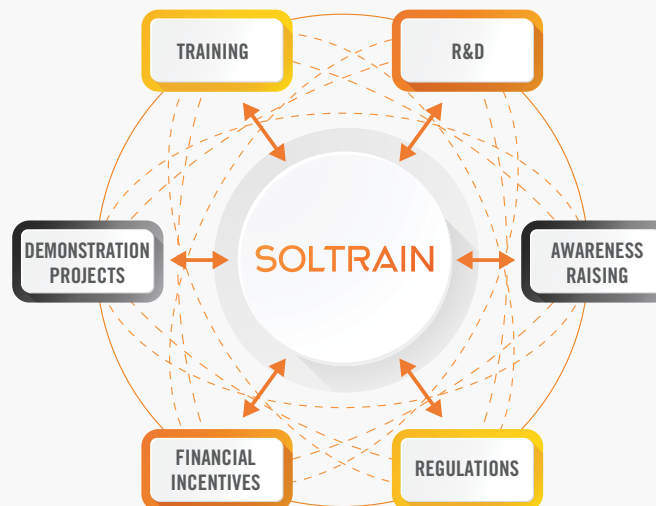 TRAINING
R&D
DEMONSTRATION
PROJECTS
SOLTRAIN
AWARENESS
RAISING
FINANCIAL
INCENTIVES
REGULATIONS